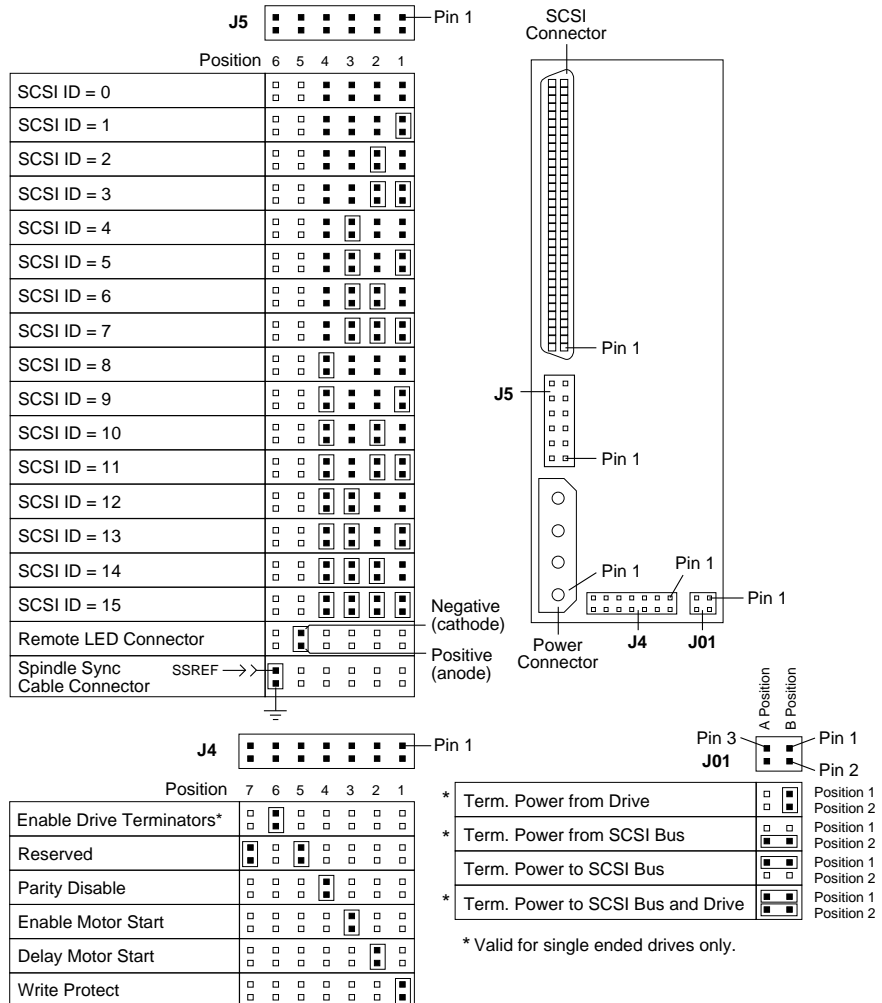 J5
Pin 1
Position 6 5 4 3 2 1
SCSI ID = 0
SCSI ID = 1
SCSI ID = 2
SCSI ID = 3
SCSI ID = 4
SCSI ID = 5
SCSI ID = 6
SCSI ID = 7
SCSI ID = 8
SCSI ID = 9
SCSI ID = 10
SCSI ID = 11
SCSI ID = 12
SCSI ID = 13
SCSI ID = 14
SCSI ID = 15
Remote LED Connector
Negative
(cathode)
Positive
(anode)
Spindle Sync
Cable Connector
SSREF
SCSI
Connector
Pin 1
J5
Pin 1
Pin 1
Pin 1
Pin 1
Power
Connector
J4
J01
J4
Pin 1
Position 7 6 5 4 3 2 1
Enable Drive Terminators*
Reserved
Parity Disable
Enable Motor Start
Delay Motor Start
Write Protect
A Position
B Position
Pin 3
Pin 1
J01
Pin 2
* Term. Power from Drive
Position 1
Position 2
* Term. Power from SCSI Bus
Position 1
Position 2
Term. Power to SCSI Bus
Position 1
Position 2
* Term. Power to SCSI Bus and Drive
Position 1
Position 2
* Valid for single ended drives only.